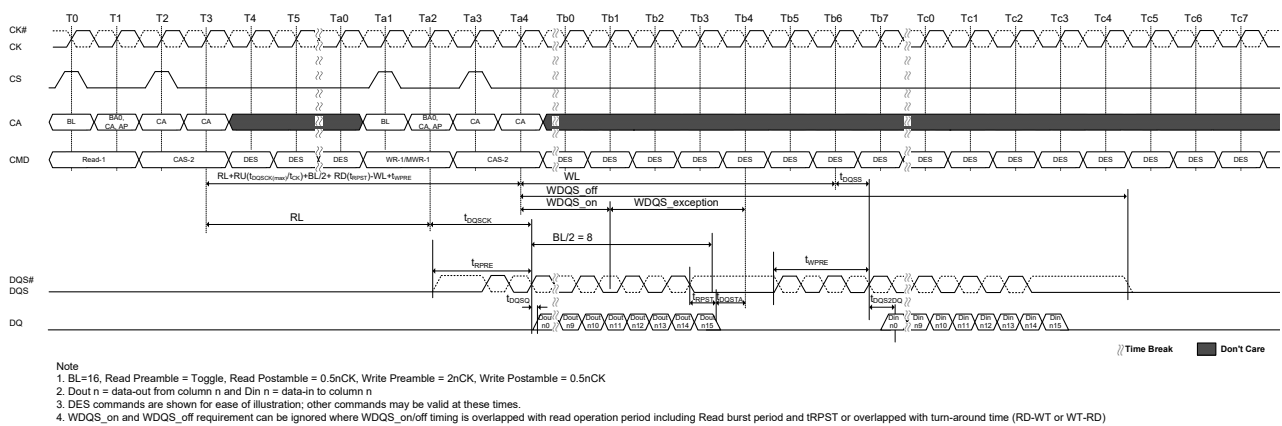 T0 T1 T2 T3 T4 T5 Ta0 Ta1 Ta2 Ta3 Ta4 Tb0 Tb1 Tb2 Tb3 Tb4 Tb5 Tb6 Tb7 Tc0 Tc1 Tc2 Tc3 Tc4 Tc5 Tc6 Tc7
CK#
CK
CS
CA BL BA0, CA, AP CA CA BL BA0, CA, AP CA CA
CMD Read-1 CAS-2 DES DES DES WR-1/MWR-1 CAS-2 DES DES DES DES DES DES DES DES DES DES DES DES DES DES DES DES
RL+RU(tDQSCK(max)/tCK)+BL/2+ RD(tRPST)-WL+tWPRE WL tDQSS
WDQS_off
WDQS_on WDQS_exception
RL tDQSCK
BL/2 = 8
tRPRE tWPRE
DQS#
DQS
tDQSQ tRPST tDQSTA tDQS2DQ
DQ Dout n0 Dout n9 Dout n10 Dout n11 Dout n12 Dout n13 Dout n14 Dout n15 Din n0 Din n9 Din n10 Din n11 Din n12 Din n13 Din n14 Din n15
Time Break Don't Care
Note
1. BL=16, Read Preamble = Toggle, Read Postamble = 0.5nCK, Write Preamble = 2nCK, Write Postamble = 0.5nCK
2. Dout n = data-out from column n and Din n = data-in to column n
3. DES commands are shown for ease of illustration; other commands may be valid at these times.
4. WDQS_on and WDQS_off requirement can be ignored where WDQS_on/off timing is overlapped with read operation period including Read burst period and tRPST or overlapped with turn-around time (RD-WT or WT-RD)